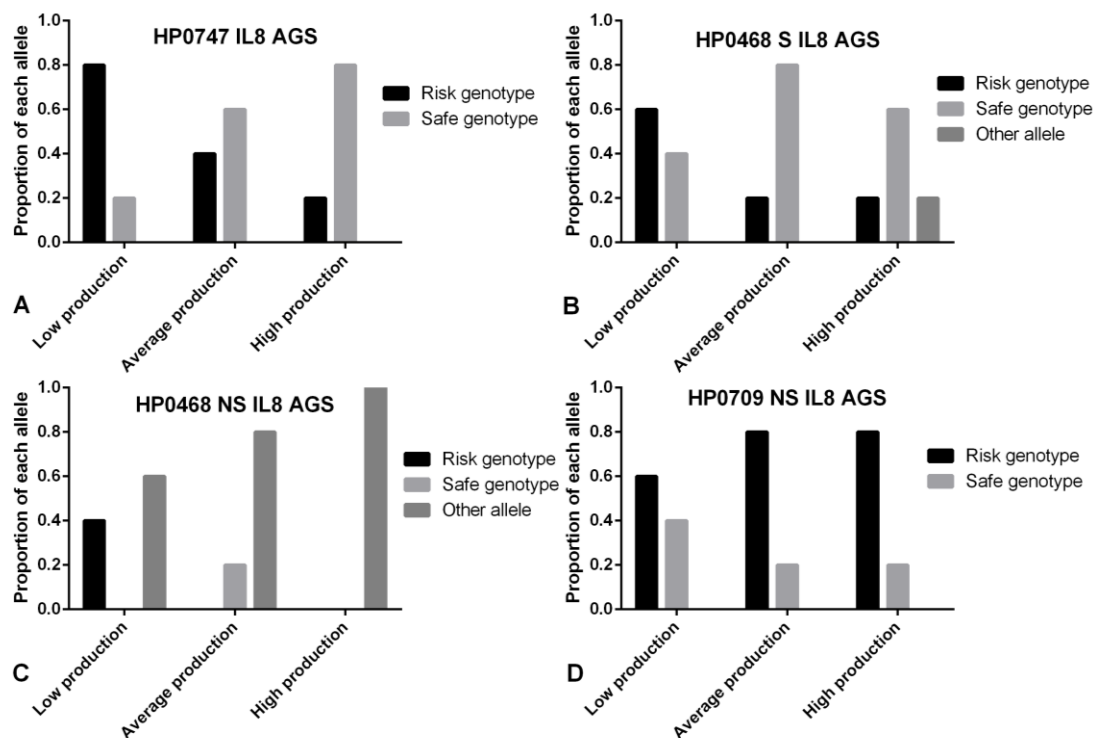 HP0747 IL8 AGS
Proportion of each allele
1.0
0.8
0.6
0.4
0.2
0.0
Low production
Average production
High production
Risk genotype
Safe genotype
A
HP0468 S IL8 AGS
Proportion of each allele
1.0
0.8
0.6
0.4
0.2
0.0
Low production
Average production
High production
Risk genotype
Safe genotype
Other allele
B
HP0468 NS IL8 AGS
Proportion of each allele
1.0
0.8
0.6
0.4
0.2
0.0
Low production
Average production
High production
Risk genotype
Safe genotype
Other allele
C
HP0709 NS IL8 AGS
Proportion of each allele
1.0
0.8
0.6
0.4
0.2
0.0
Low production
Average production
High production
Risk genotype
Safe genotype
D